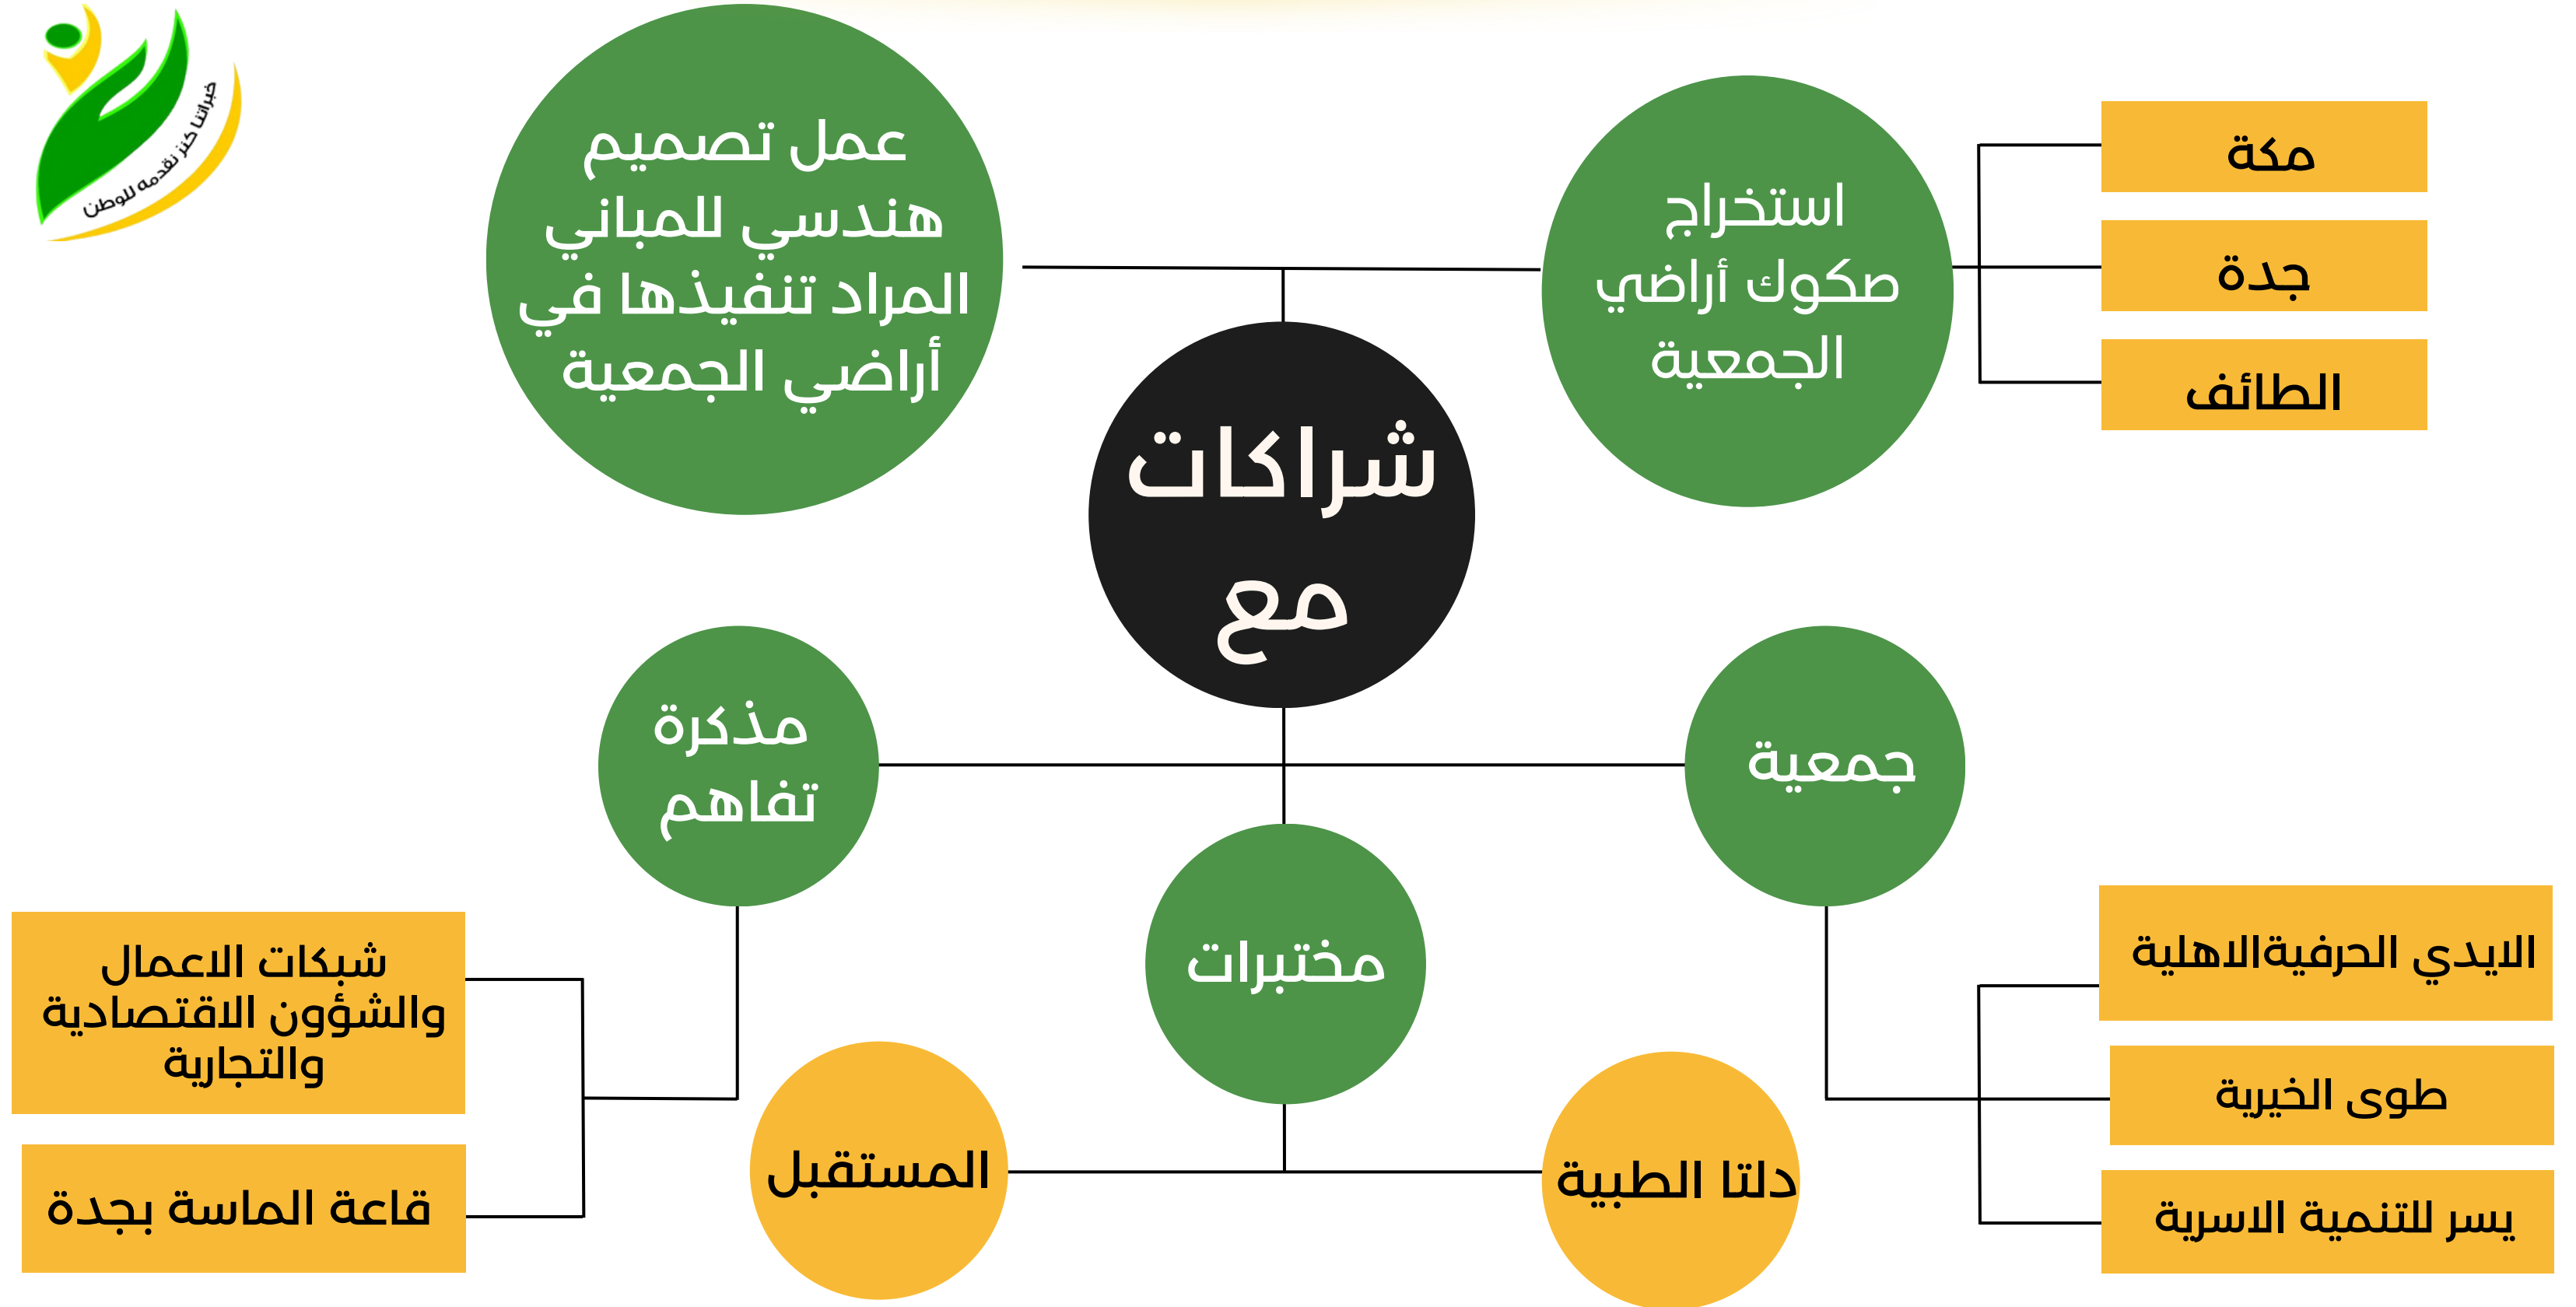 خبراتنا كنز نقدمه للوطن
استخراج
صكوك أراضي
الجمعية
مكة
جدة
الطائف
عمل تصميم
هندسي للمباني
المراد تنفيذها في
أراضي الجمعية
شراكات
مع
جمعية
الايدي الحرفيةالاهلية
طوى الخيرية
يسر للتنمية الاسرية
مختبرات
دلتا الطبية
المستقبل
مذكرة
تفاهم
شبكات الاعمال
والشؤون الاقتصادية
والتجارية
قاعة الماسة بجدة